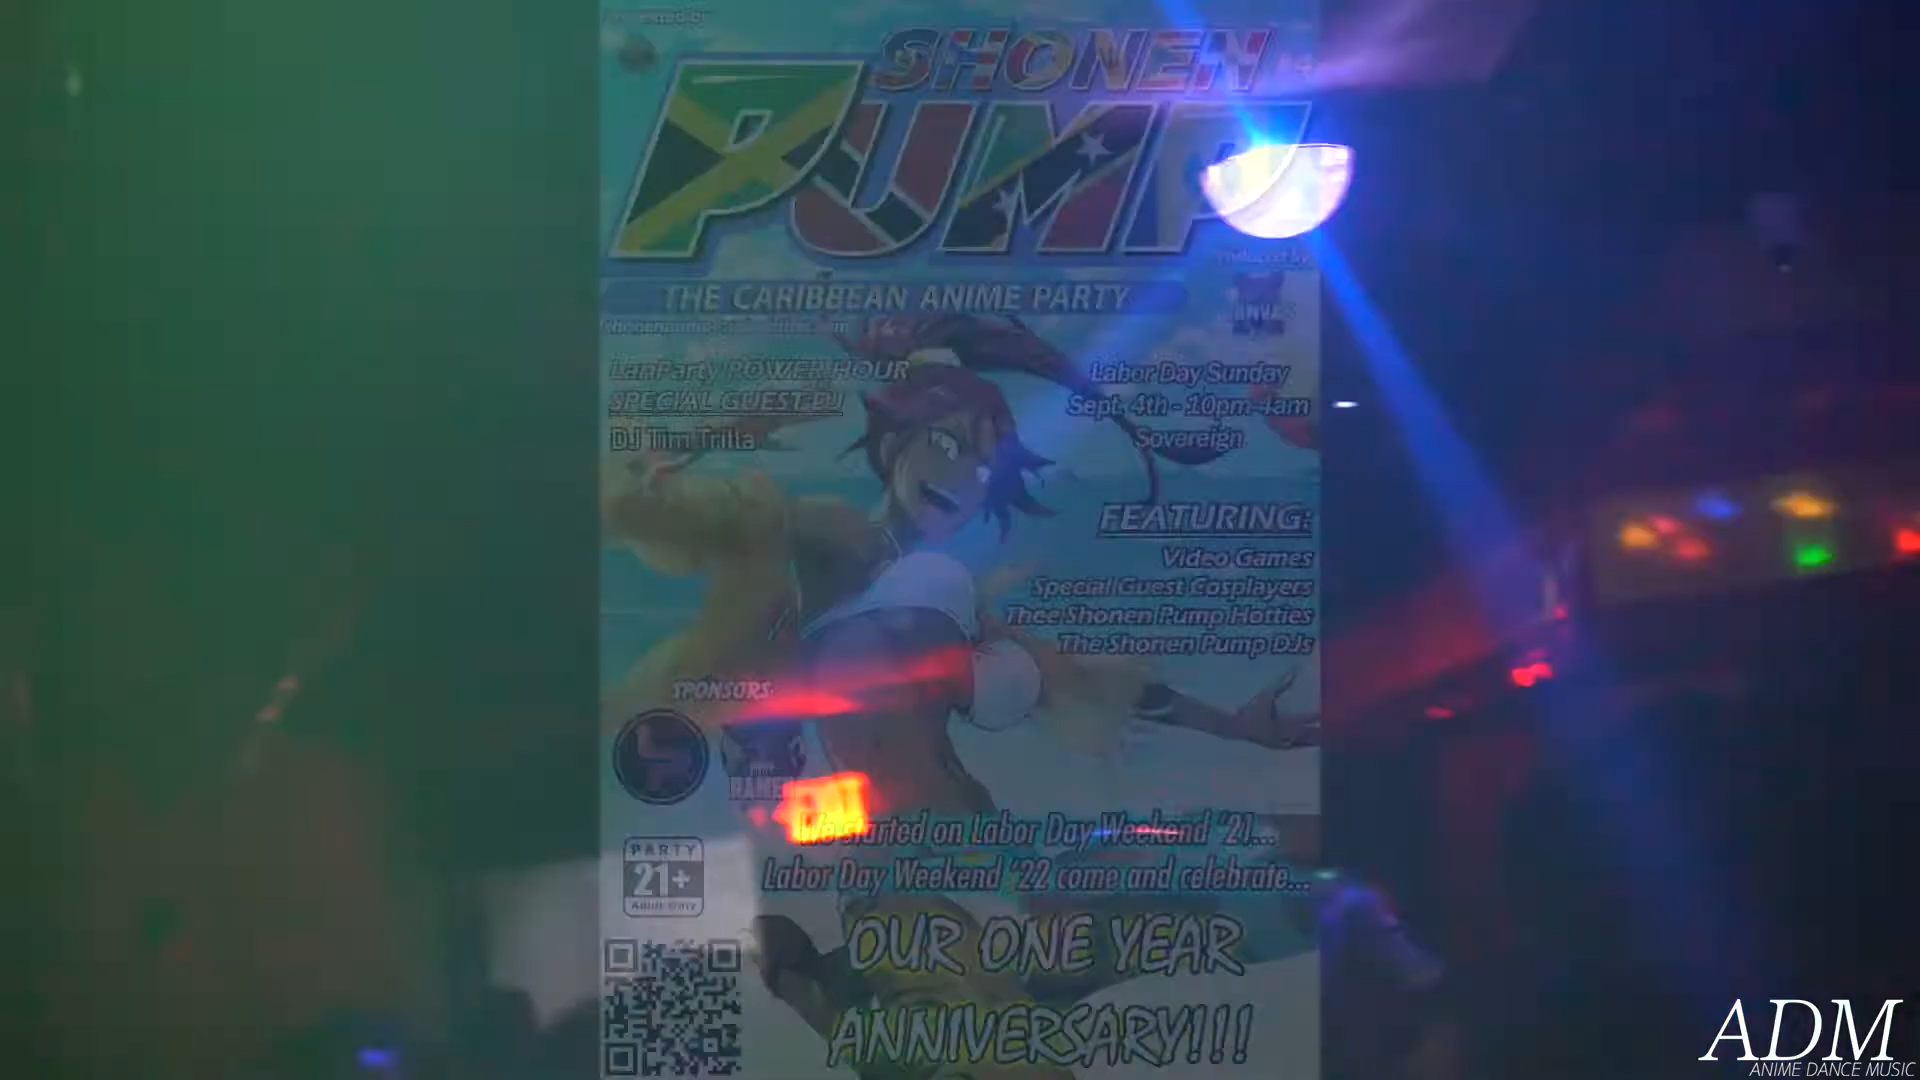 SHONEN
PUMP
THE CARIBBEAN ANIME PARTY
LanParty POWER HOUR
SPECIAL GUEST DJ
DJ Tim Trilla
Labor Day Sunday
Sept. 4th - 10pm-4am
Sovereign
FEATURING:
Video Games
Special Guest Cosplayers
Thee Shonen Pump Hotties
The Shonen Pump DJs
SPONSORS
PARTY
21+
Adults Only
We started on Labor Day Weekend '21...
Labor Day Weekend '22 come and celebrate...
OUR ONE YEAR
ANNIVERSARY!!!
ADM
ANIME DANCE MUSIC